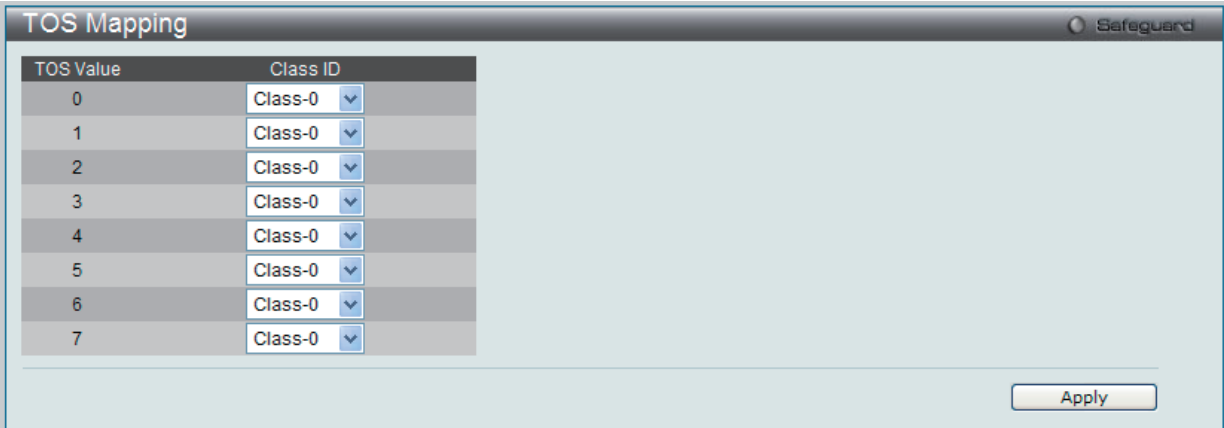 TOS Mapping
Safeguard
TOS Value Class ID
0 Class-0
1 Class-0
2 Class-0
3 Class-0
4 Class-0
5 Class-0
6 Class-0
7 Class-0
Apply